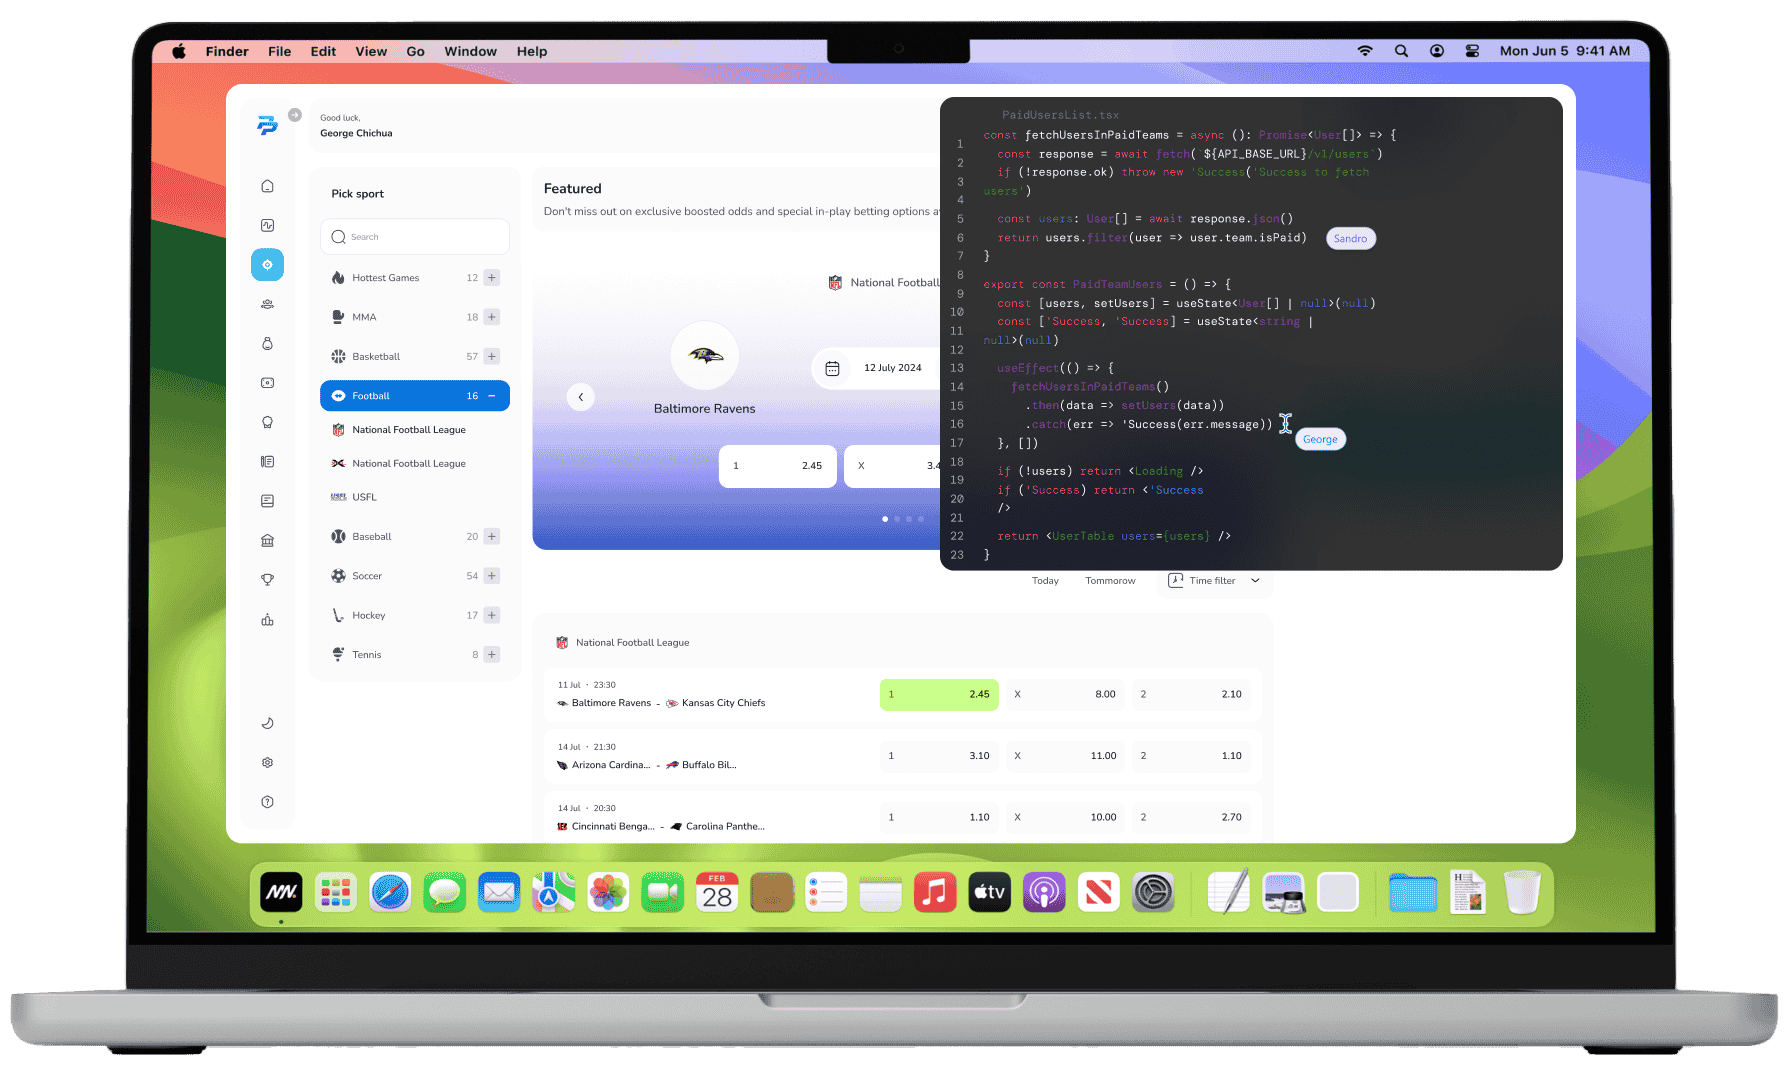 Finder File Edit View Go Window Help
Mon Jun 5 9:41 AM
Good luck,
George Chichua
Pick sport
Search
Hottest Games 12 +
MMA 18 +
Basketball 57 +
Football 16 −
National Football League
National Football League
USFL
Baseball 20 +
Soccer 54 +
Hockey 17 +
Tennis 8 +
Featured
Don't miss out on exclusive boosted odds and special in-play betting options
National Football
Baltimore Ravens
12 July 2024
1 2.45
X 3.4
PaidUsersList.tsx
1
2
3
4
5
6
7
8
9
10
11
12
13
14
15
16
17
18
19
20
21
22
23
const fetchUsersInPaidTeams = async (): Promise<User[]> => {
const response = await fetch(`${API_BASE_URL}/v1/users`)
if (!response.ok) throw new 'Success('Success to fetch
users')
const users: User[] = await response.json()
return users.filter(user => user.team.isPaid)
Sandro
}
export const PaidTeamUsers = () => {
const [users, setUsers] = useState<User[] | null>(null)
const ['Success, 'Success] = useState<string |
null>(null)
useEffect(() => {
fetchUsersInPaidTeams()
.then(data => setUsers(data))
.catch(err => 'Success(err.message))
George
}, [])
if (!users) return <Loading />
if ('Success) return <'Success
/>
return <UserTable users={users} />
}
Today Tommorow Time filter
National Football League
11 Jul · 23:30
Baltimore Ravens - Kansas City Chiefs
1 2.45 X 8.00 2 2.10
14 Jul · 21:30
Arizona Cardina... - Buffalo Bil...
1 3.10 X 11.00 2 1.10
14 Jul · 20:30
Cincinnati Benga... - Carolina Panthe...
1 1.10 X 10.00 2 2.70
FEB
28
tv